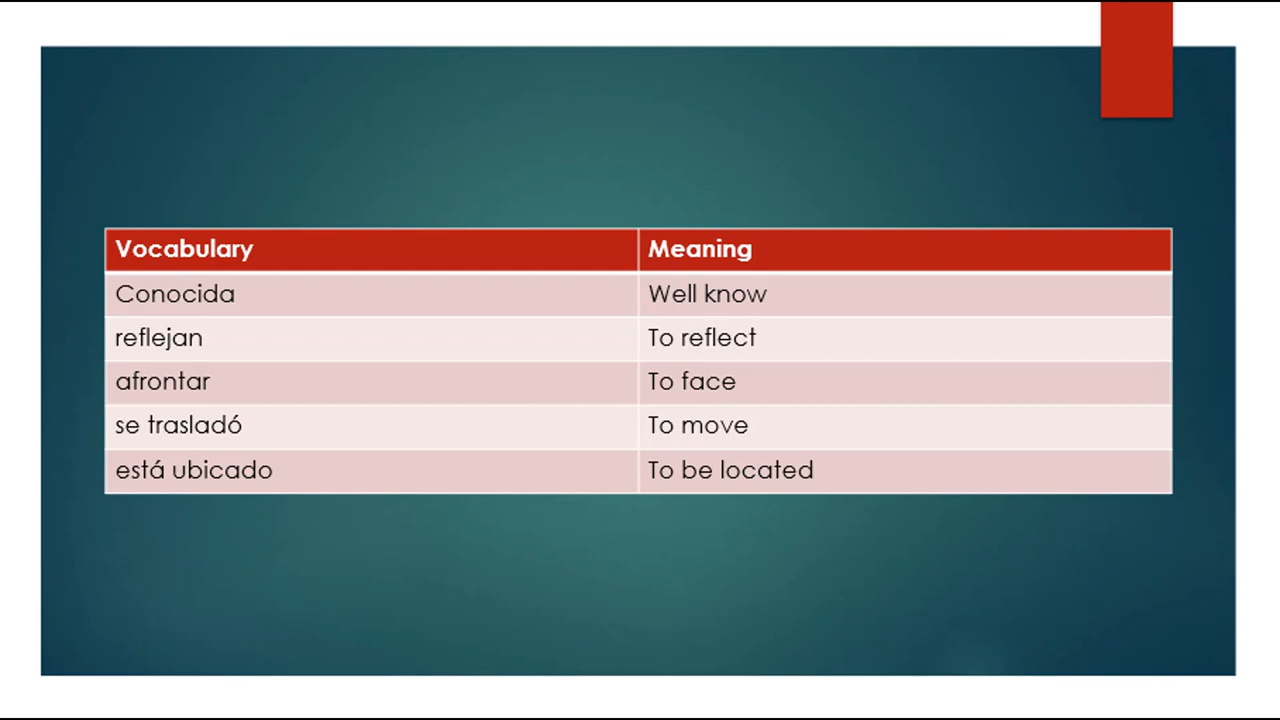 Vocabulary Meaning
Conocida Well know
reflejan To reflect
afrontar To face
se trasladó To move
está ubicado To be located